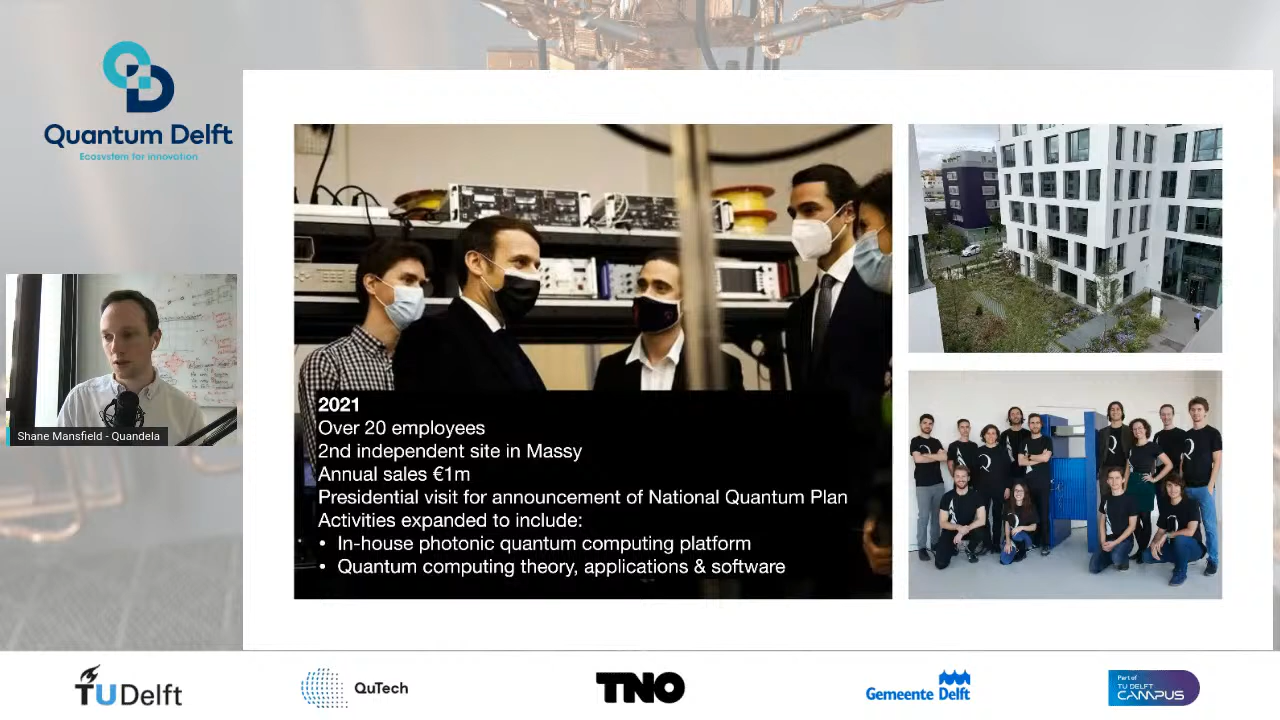 Quantum Delft
Ecosystem for innovation
Shane Mansfield - Quandela
2021
Over 20 employees
2nd independent site in Massy
Annual sales €1m
Presidential visit for announcement of National Quantum Plan
Activities expanded to include:
• In-house photonic quantum computing platform
• Quantum computing theory, applications & software
TU Delft
QuTech
TNO
Gemeente Delft
Part of
TU DELFT
CAMPUS